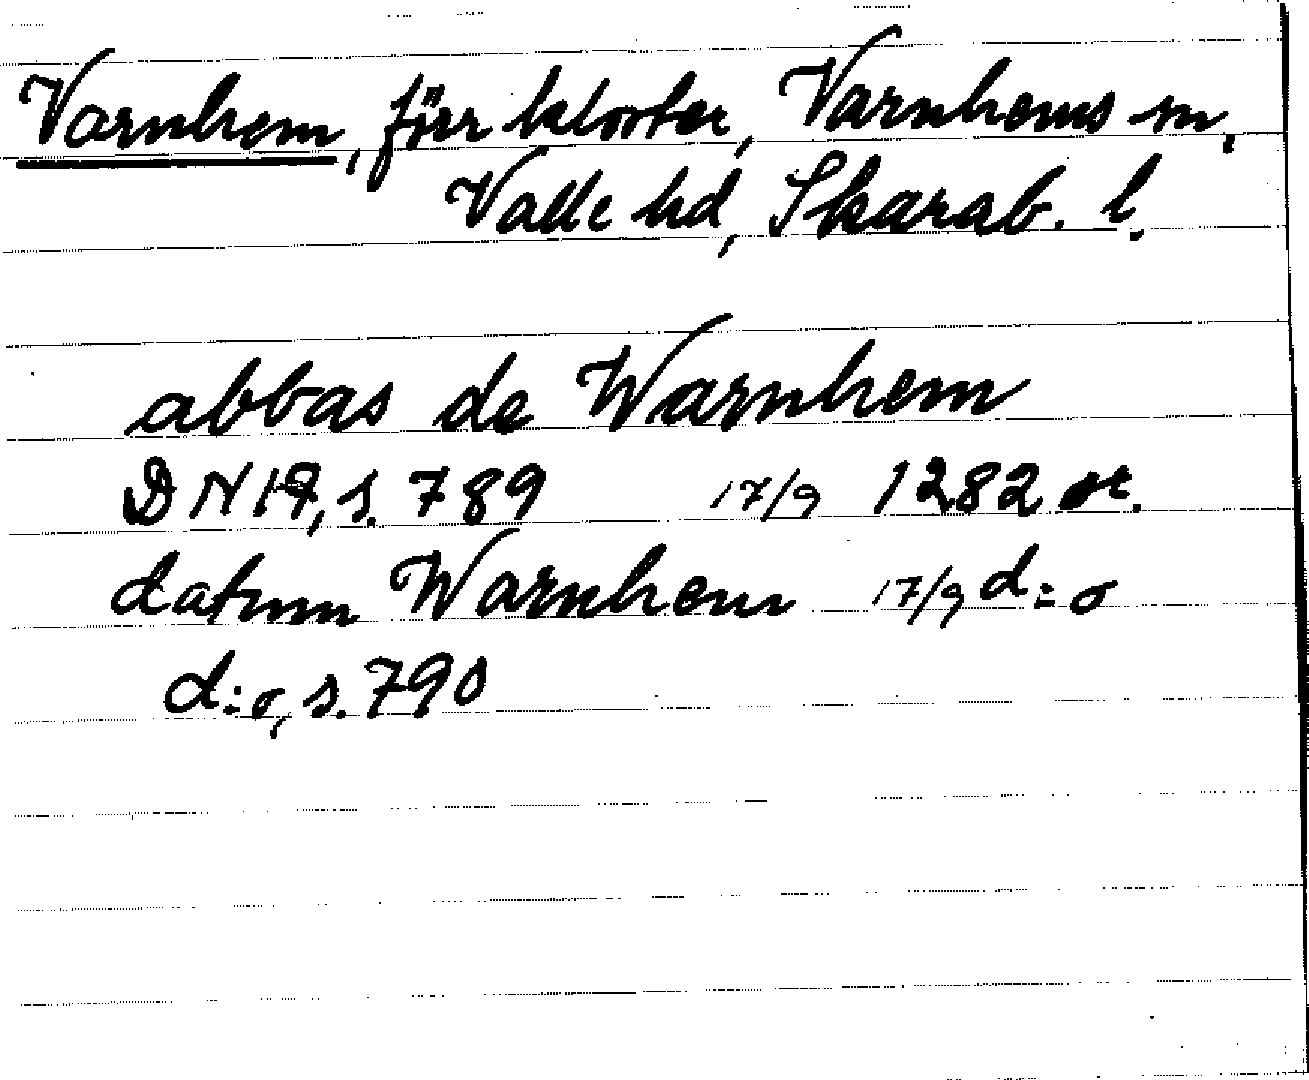 Varnhem, förr kloster, Varnhems sn,
Valle hd, Skarab. l.
abbas de Warnhem
DN 17, s. 789 17/9 1282 or.
datum Warnhem 17/9 d:o
d:o, s. 790